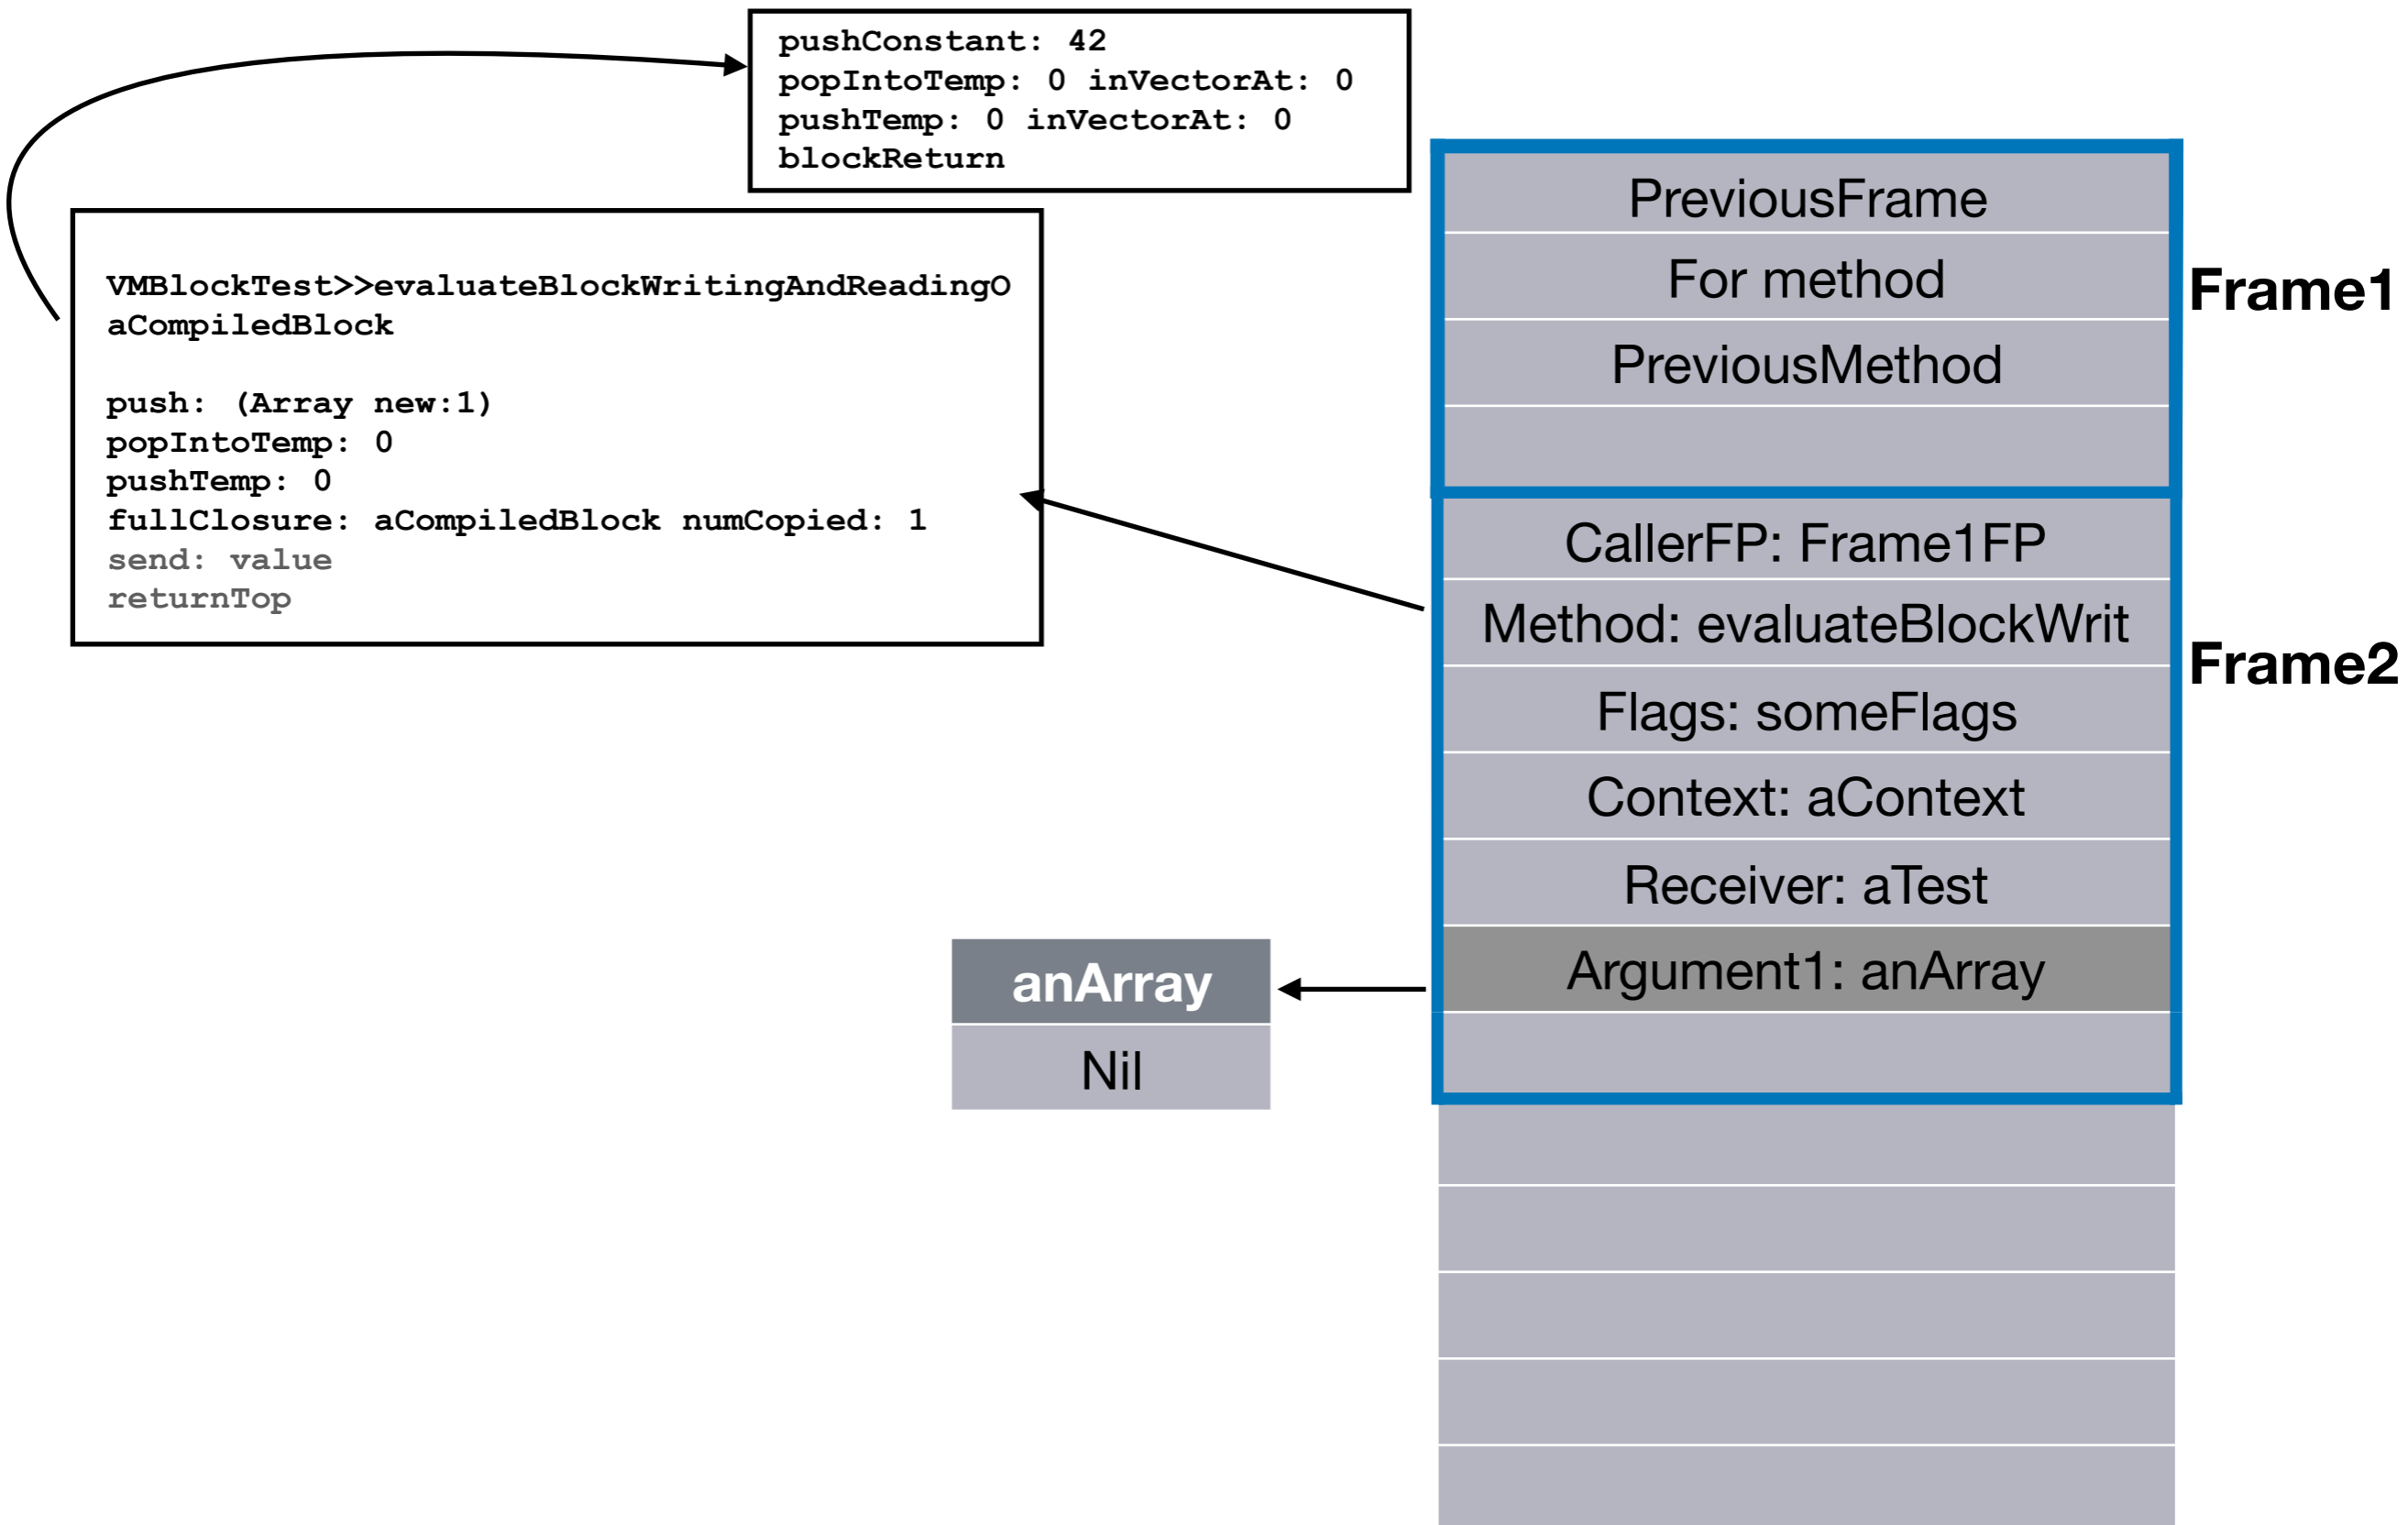 pushConstant: 42
popIntoTemp: 0 inVectorAt: 0
pushTemp: 0 inVectorAt: 0
blockReturn
VMBlockTest>>evaluateBlockWritingAndReadingO
aCompiledBlock
push: (Array new:1)
popIntoTemp: 0
pushTemp: 0
fullClosure: aCompiledBlock numCopied: 1
send: value
returnTop
PreviousFrame
For method
PreviousMethod
Frame1
CallerFP: Frame1FP
Method: evaluateBlockWrit
Flags: someFlags
Context: aContext
Receiver: aTest
Argument1: anArray
Frame2
anArray
Nil